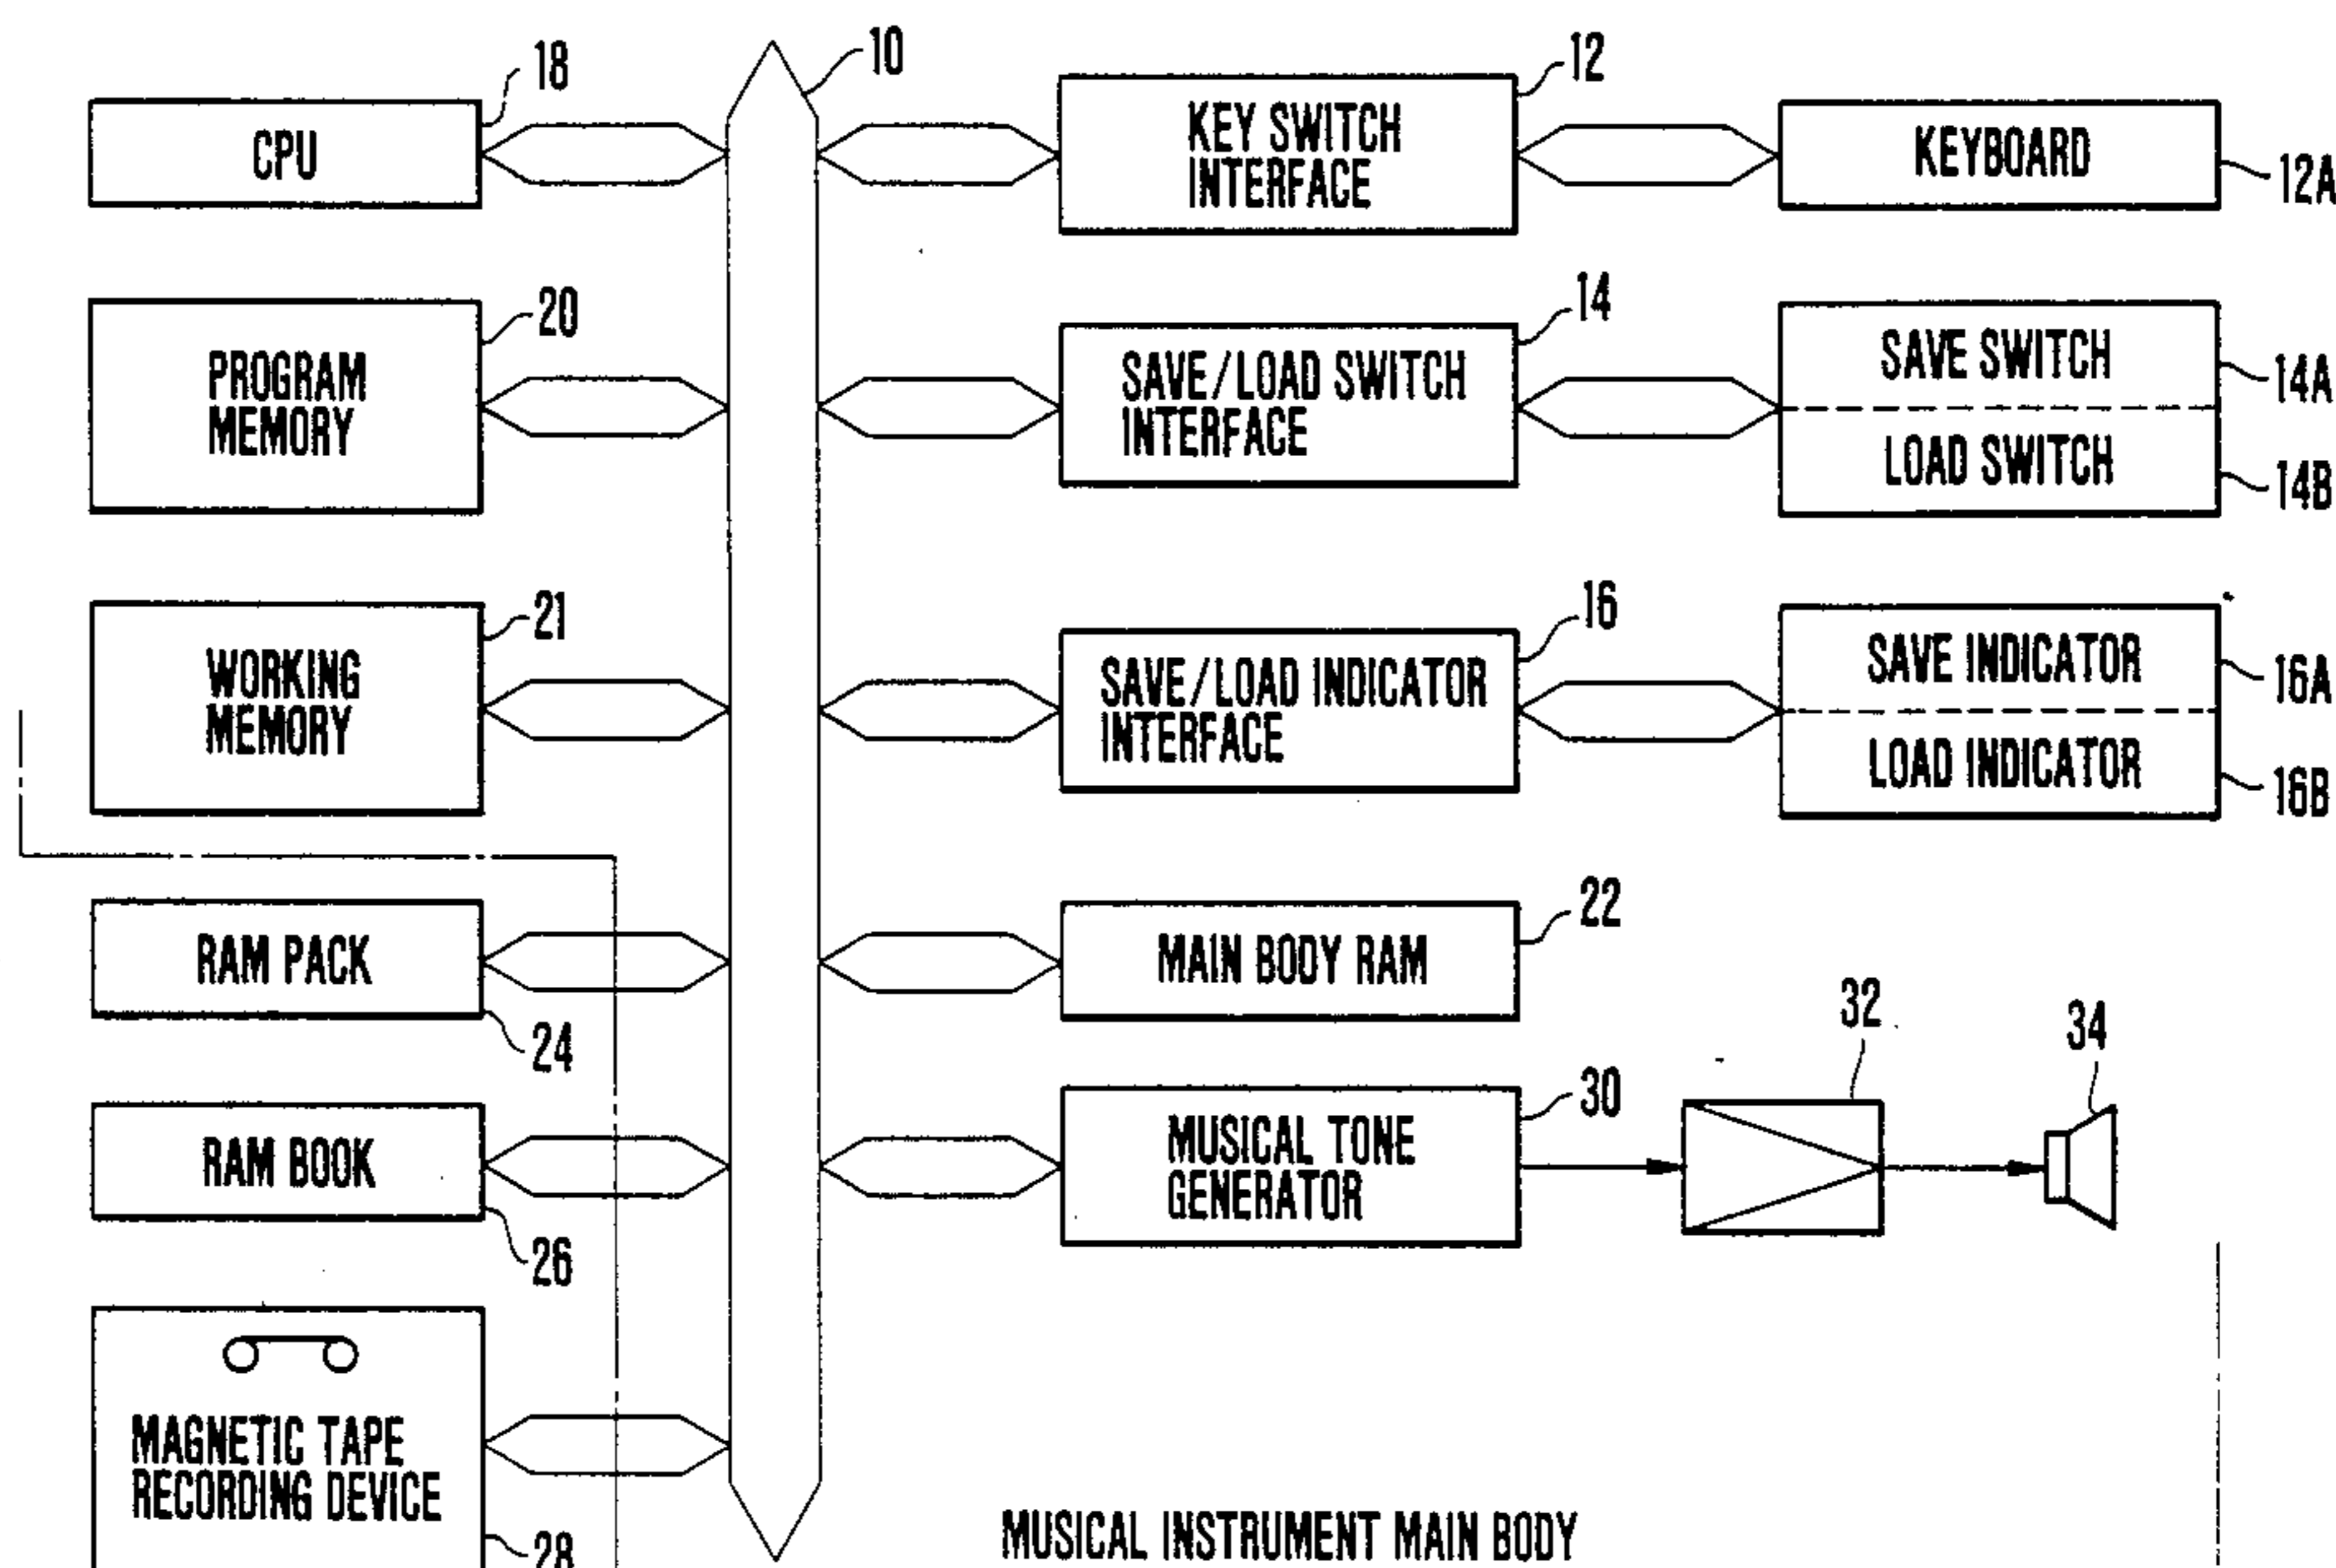 18
10
12
CPU
KEY SWITCH
INTERFACE
KEYBOARD
12A
20
14
PROGRAM
MEMORY
SAVE/LOAD SWITCH
INTERFACE
SAVE SWITCH
14A
LOAD SWITCH
14B
21
16
WORKING
MEMORY
SAVE/LOAD INDICATOR
INTERFACE
SAVE INDICATOR
16A
LOAD INDICATOR
16B
22
RAM PACK
24
MAIN BODY RAM
32
34
30
RAM BOOK
26
MUSICAL TONE
GENERATOR
MAGNETIC TAPE
RECORDING DEVICE
28
MUSICAL INSTRUMENT MAIN BODY